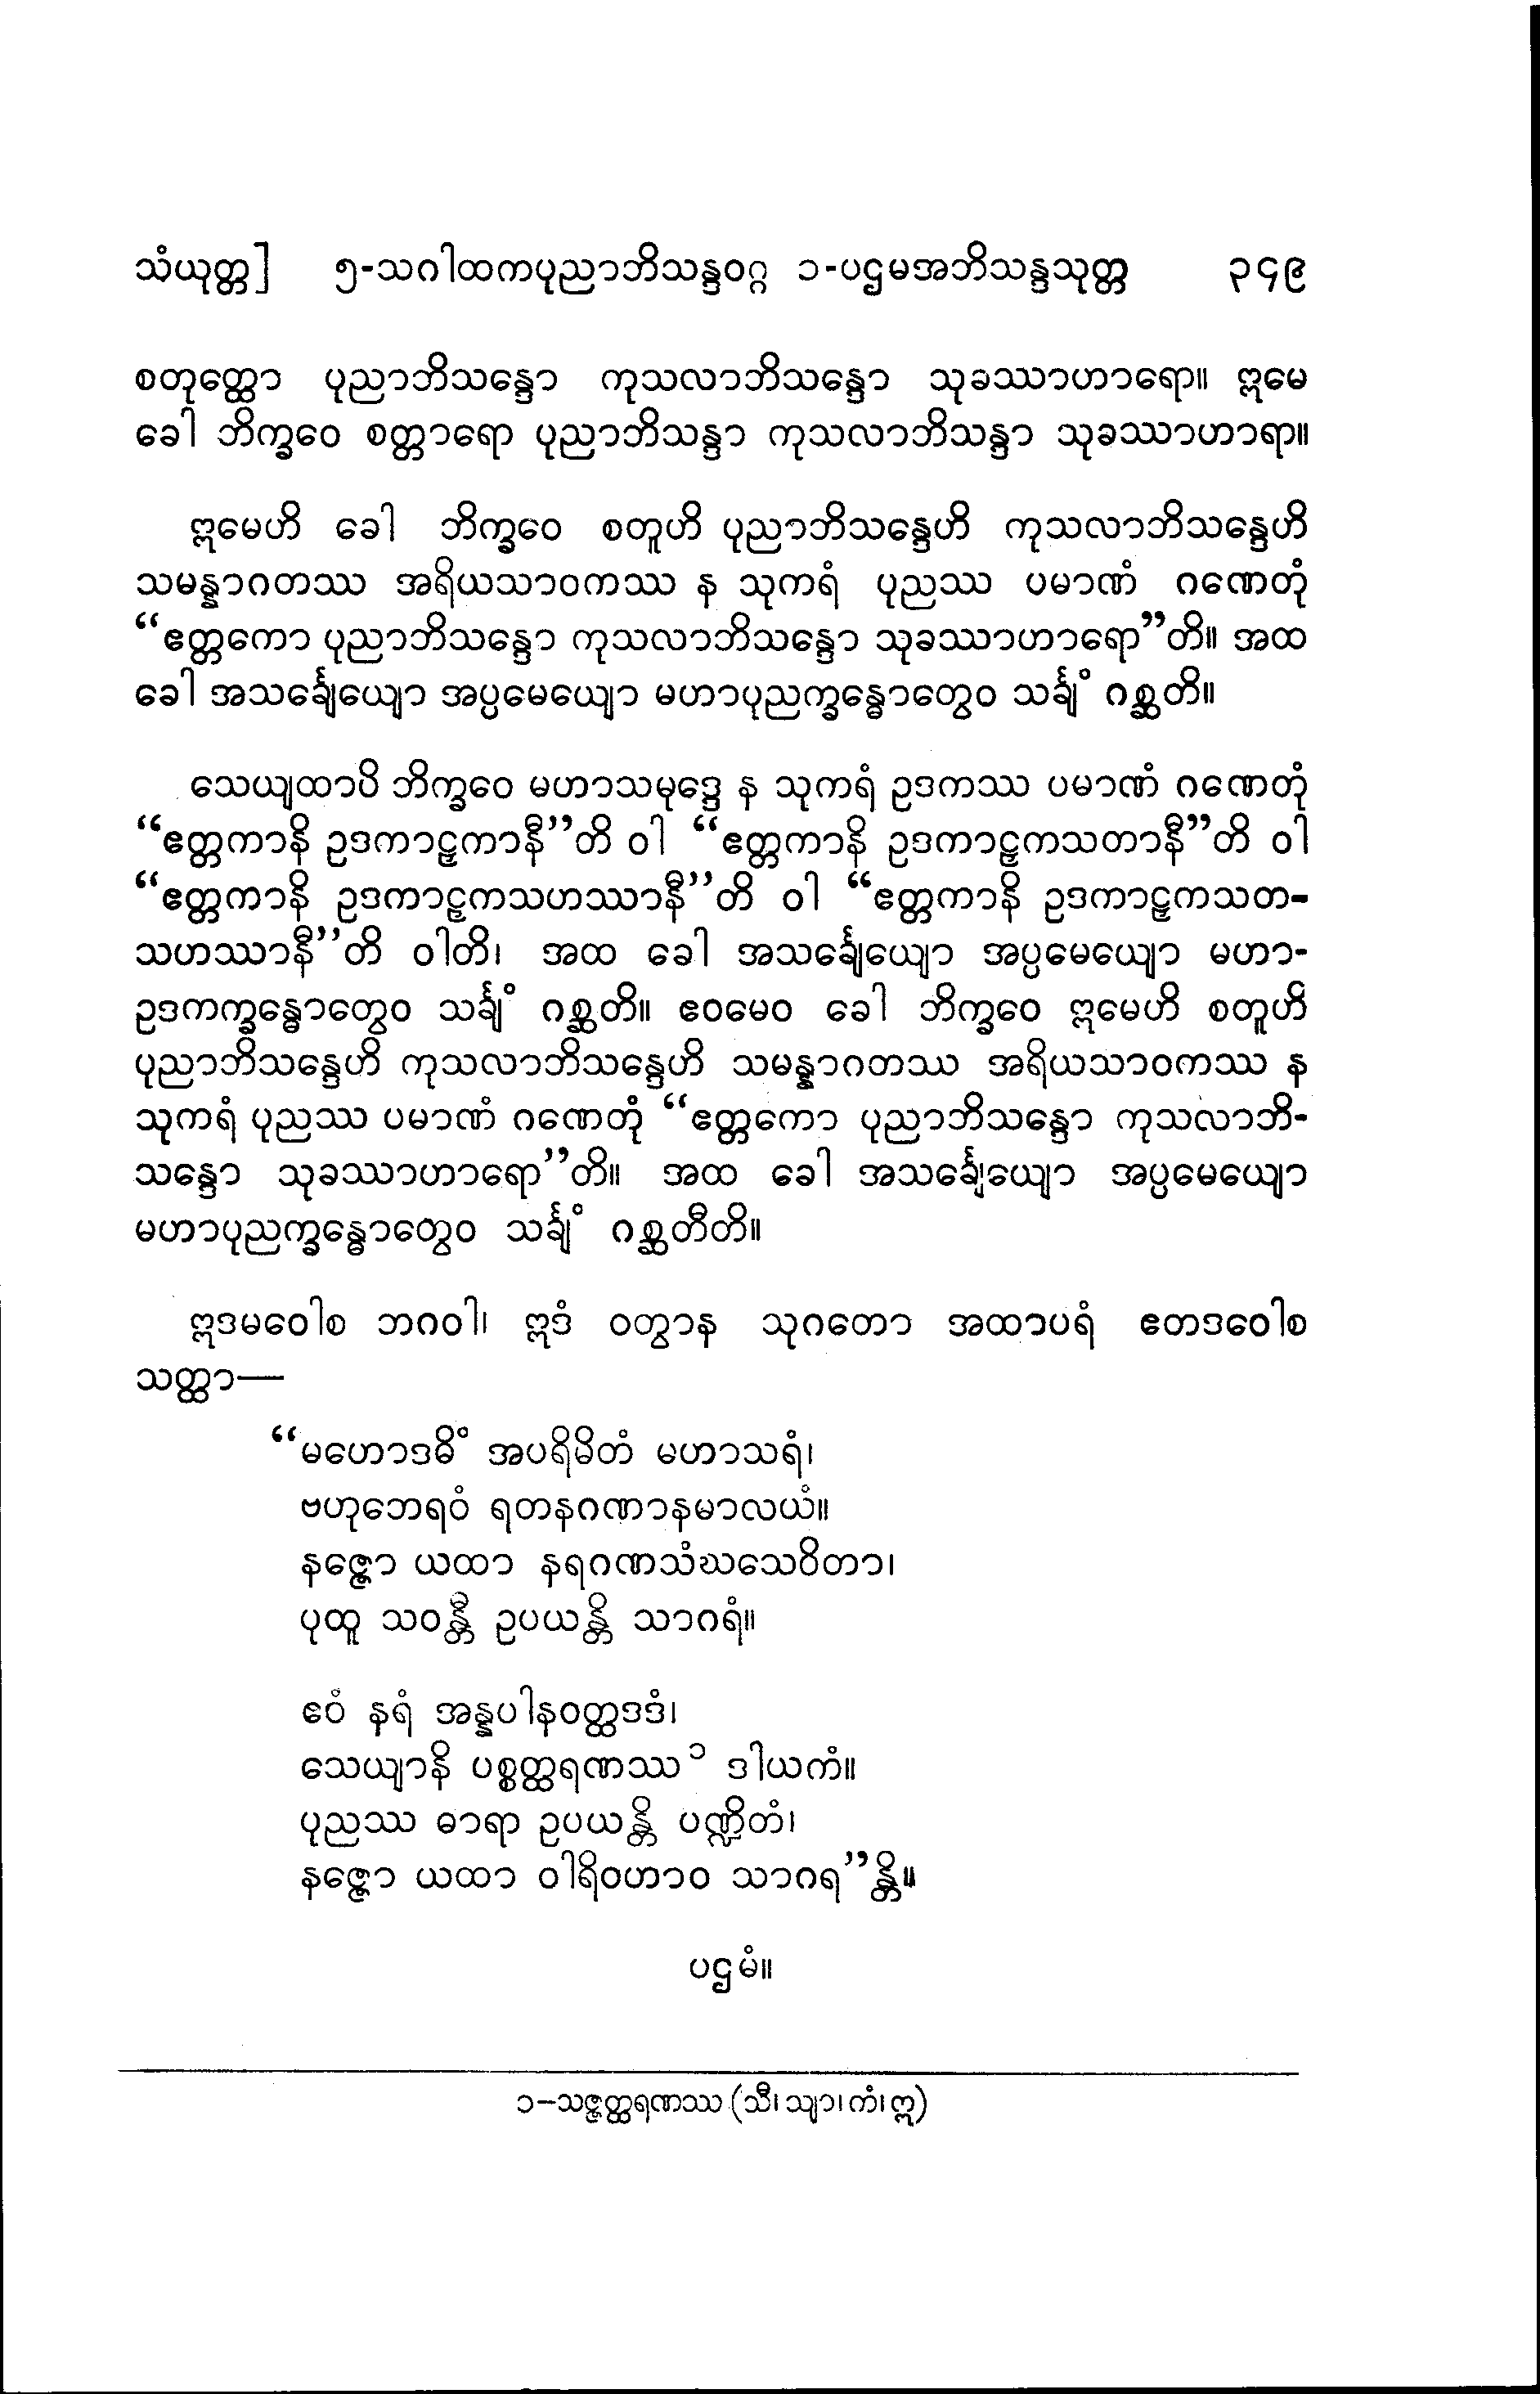 သံယုတ္တ] ၅-သဂါထကပုညာဘိသန္ဒဝဂ္ဂ ၁-ပဌမအဘိသန္ဒသုတ္တ ၃၄၉
စတုတ္ထော ပုညာဘိသန္ဒော ကုသလာဘိသန္ဒော သုခဿာဟာရော။ ဣမေ
ခေါ ဘိက္ခဝေ စတ္တာရော ပုညာဘိသန္ဒာ ကုသလာဘိသန္ဒာ သုခဿာဟာရာ။
ဣမေဟိ ခေါ ဘိက္ခဝေ စတူဟိ ပုညာဘိသန္ဒေဟိ ကုသလာဘိသန္ဒေဟိ
သမန္နာဂတဿ အရိယသာဝကဿ န သုကရံ ပုညဿ ပမာဏံ ဂဏေတုံ
“ဧတ္တကော ပုညာဘိသန္ဒော ကုသလာဘိသန္ဒော သုခဿာဟာရော”တိ။ အထ
ခေါ အသင်္ချေယျော အပ္ပမေယျော မဟာပုညက္ခန္ဓောတွေဝ သင်္ချံ ဂစ္ဆတိ။
သေယျထာပိ ဘိက္ခဝေ မဟာသမုဒ္ဒေ န သုကရံ ဥဒကဿ ပမာဏံ ဂဏေတုံ
“ဧတ္တကာနိ ဥဒကာဠှကာနီ”တိ ဝါ “ဧတ္တကာနိ ဥဒကာဠှကသတာနီ”တိ ဝါ
“ဧတ္တကာနိ ဥဒကာဠှကသဟဿာနီ”တိ ဝါ “ဧတ္တကာနိ ဥဒကာဠှကသတ-
သဟဿာနီ”တိ ဝါတိ၊ အထ ခေါ အသင်္ချေယျော အပ္ပမေယျော မဟာ-
ဥဒကက္ခန္ဓောတွေဝ သင်္ချံ ဂစ္ဆတိ။ ဧဝမေဝ ခေါ ဘိက္ခဝေ ဣမေဟိ စတူဟိ
ပုညာဘိသန္ဒေဟိ ကုသလာဘိသန္ဒေဟိ သမန္နာဂတဿ အရိယသာဝကဿ န
သုကရံ ပုညဿ ပမာဏံ ဂဏေတုံ “ဧတ္တကော ပုညာဘိသန္ဒော ကုသလာဘိ-
သန္ဒော သုခဿာဟာရော”တိ။ အထ ခေါ အသင်္ချေယျော အပ္ပမေယျော
မဟာပုညက္ခန္ဓောတွေဝ သင်္ချံ ဂစ္ဆတီတိ။
ဣဒမဝေါစ ဘဂဝါ၊ ဣဒံ ဝတွာန သုဂတော အထာပရံ ဧတဒဝေါစ
သတ္ထာ—
“မဟောဒဓိံ အပရိမိတံ မဟာသရံ၊
ဗဟုဘေရဝံ ရတနဂဏာနမာလယံ။
နဇ္ဇော ယထာ နရဂဏသံဃသေဝိတာ၊
ပုထူ သဝန္တီ ဥပယန္တိ သာဂရံ။
ဧဝံ နရံ အန္နပါနဝတ္ထဒဒံ၊
သေယျာနိ ပစ္စတ္ထရဏဿ ၁ ဒါယကံ။
ပုညဿ ဓာရာ ဥပယန္တိ ပဏ္ဍိတံ၊
နဇ္ဇော ယထာ ဝါရိဝဟာဝ သာဂရ”န္တိ။
ပဌမံ။
၁-သဇ္ဇတ္ထရဏဿ (သီ၊ သျာ၊ ကံ၊ ဣ)